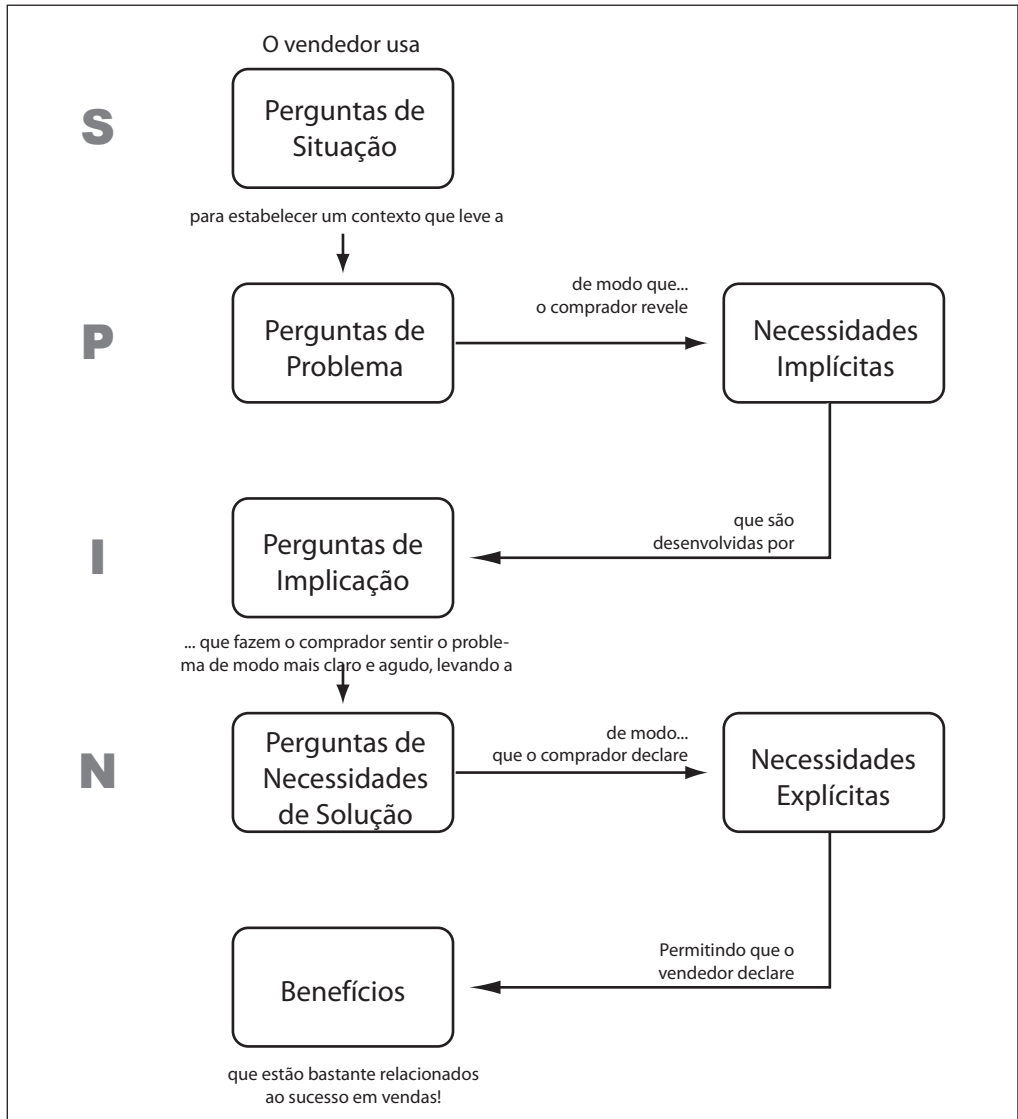 O vendedor usa
S
Perguntas de
Situação
para estabelecer um contexto que leve a
P
Perguntas de
Problema
de modo que...
o comprador revele
Necessidades
Implícitas
que são
desenvolvidas por
I
Perguntas de
Implicação
... que fazem o comprador sentir o proble-
ma de modo mais claro e agudo, levando a
N
Perguntas de
Necessidades
de Solução
de modo...
que o comprador declare
Necessidades
Explícitas
Permitindo que o
vendedor declare
Benefícios
que estão bastante relacionados
ao sucesso em vendas!